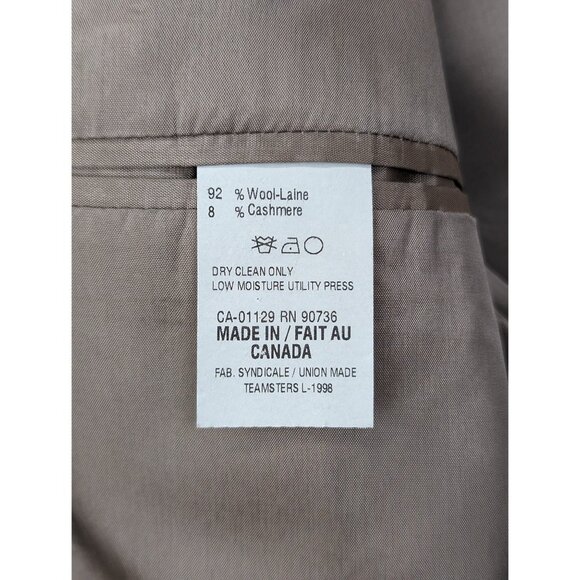 92 % Wool-Laine
8 % Cashmere
DRY CLEAN ONLY
LOW MOISTURE UTILITY PRESS
CA-01129 RN 90736
MADE IN / FAIT AU
CANADA
FAB. SYNDICALE / UNION MADE
TEAMSTERS L-1998